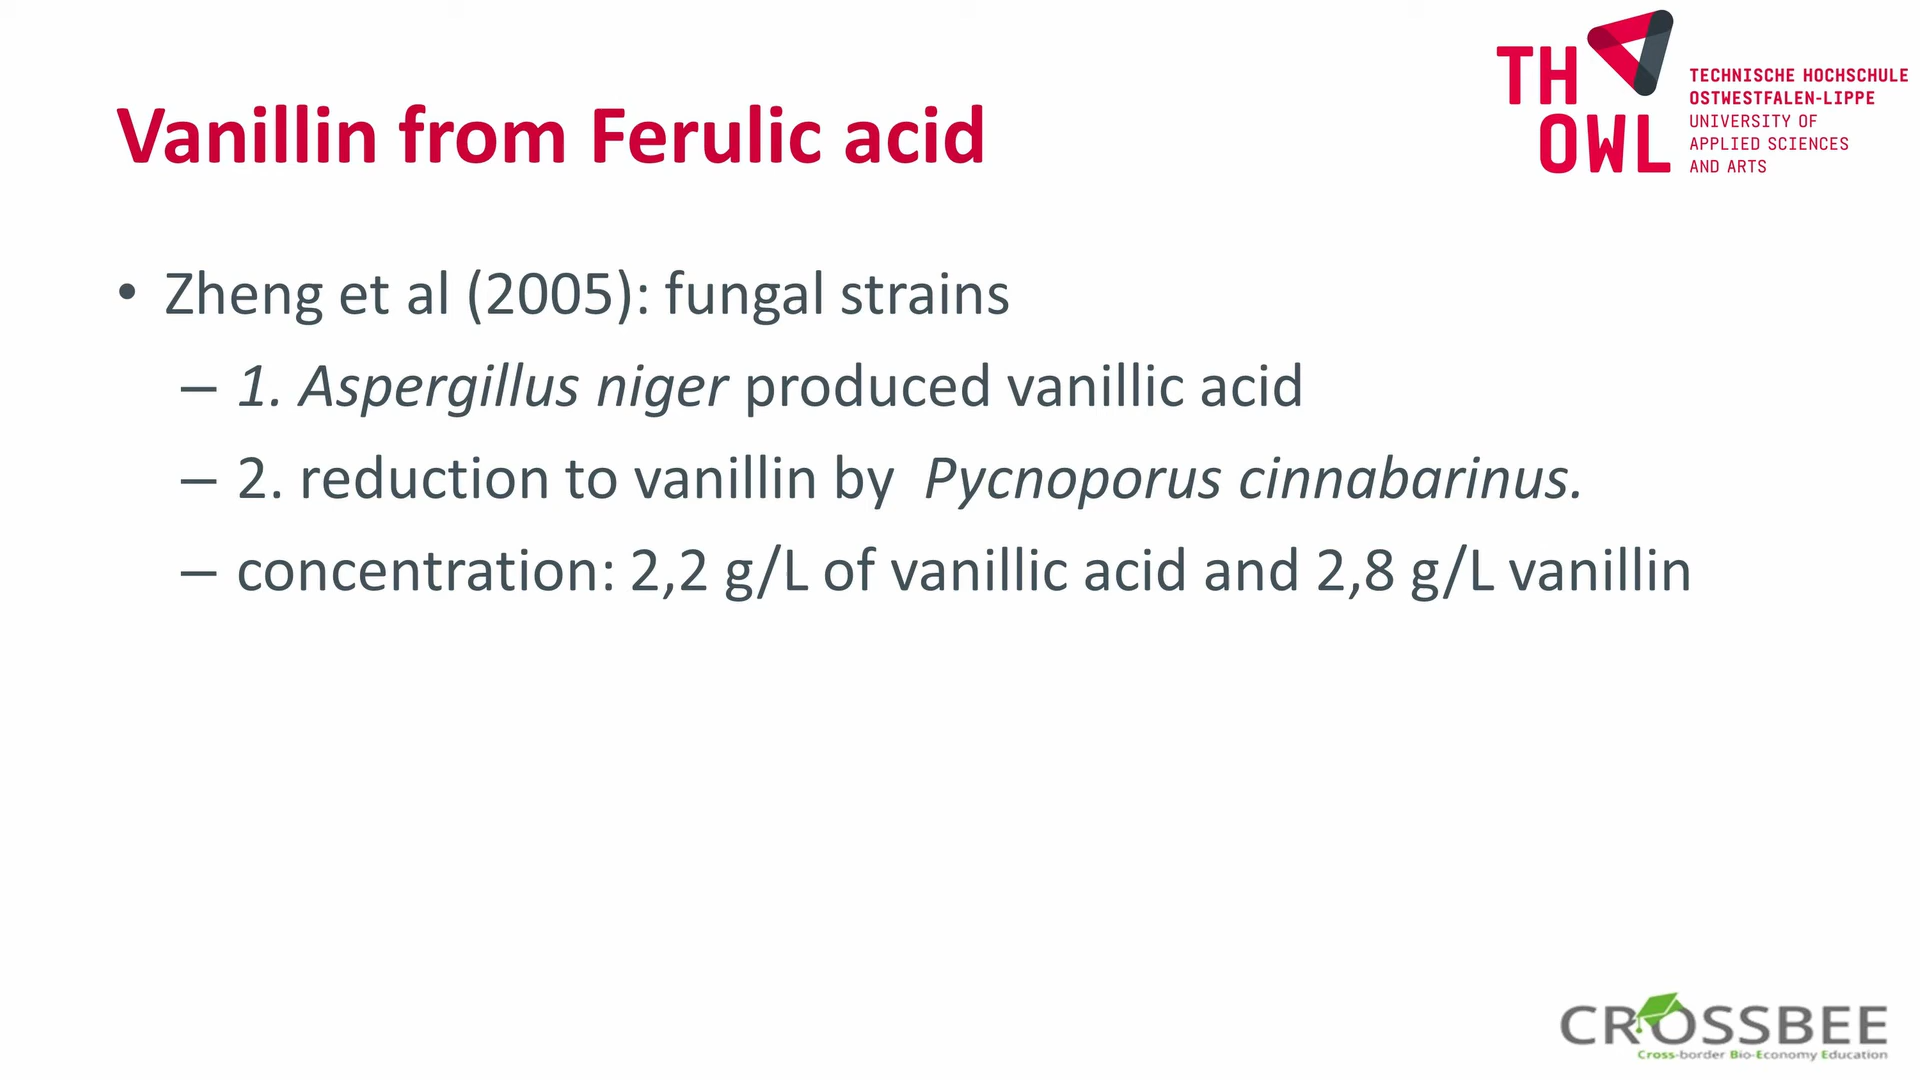 TH OWL
TECHNISCHE HOCHSCHULE
OSTWESTFALEN-LIPPE
UNIVERSITY OF
APPLIED SCIENCES
AND ARTS
Vanillin from Ferulic acid
• Zheng et al (2005): fungal strains
– 1. Aspergillus niger produced vanillic acid
– 2. reduction to vanillin by Pycnoporus cinnabarinus.
– concentration: 2,2 g/L of vanillic acid and 2,8 g/L vanillin
CROSSBEE
Cross-border Bio-Economy Education